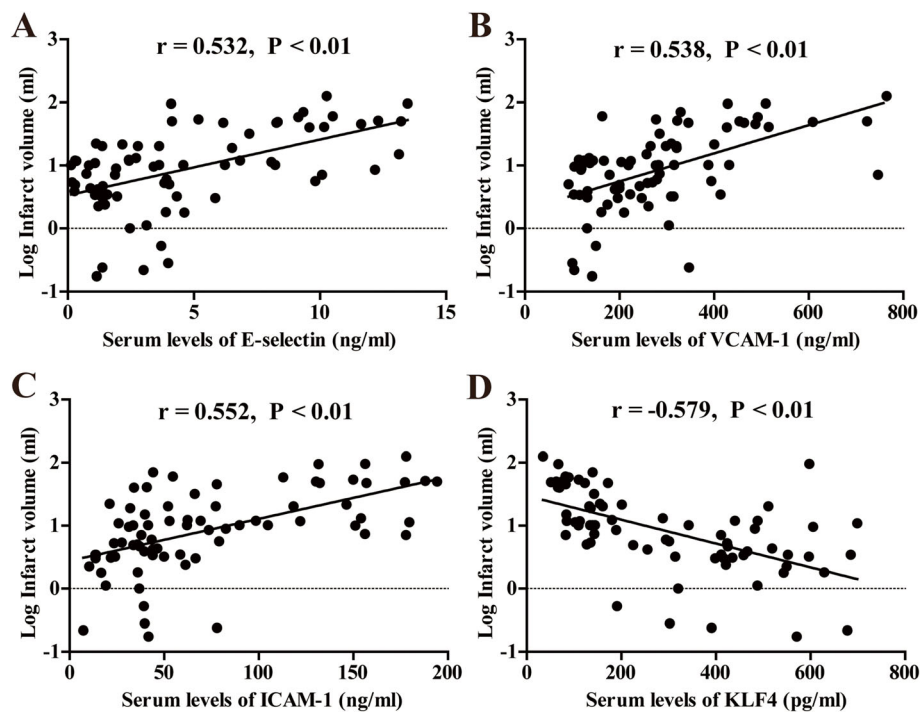 A
r = 0.532, P < 0.01
Log Infarct volume (ml)
3
2
1
0
-1
0
5
10
15
Serum levels of E-selectin (ng/ml)
B
r = 0.538, P < 0.01
Log Infarct volume (ml)
3
2
1
0
-1
0
200
400
600
800
Serum levels of VCAM-1 (ng/ml)
C
r = 0.552, P < 0.01
Log Infarct volume (ml)
3
2
1
0
-1
0
50
100
150
200
Serum levels of ICAM-1 (ng/ml)
D
r = -0.579, P < 0.01
Log Infarct volume (ml)
3
2
1
0
-1
0
200
400
600
800
Serum levels of KLF4 (pg/ml)